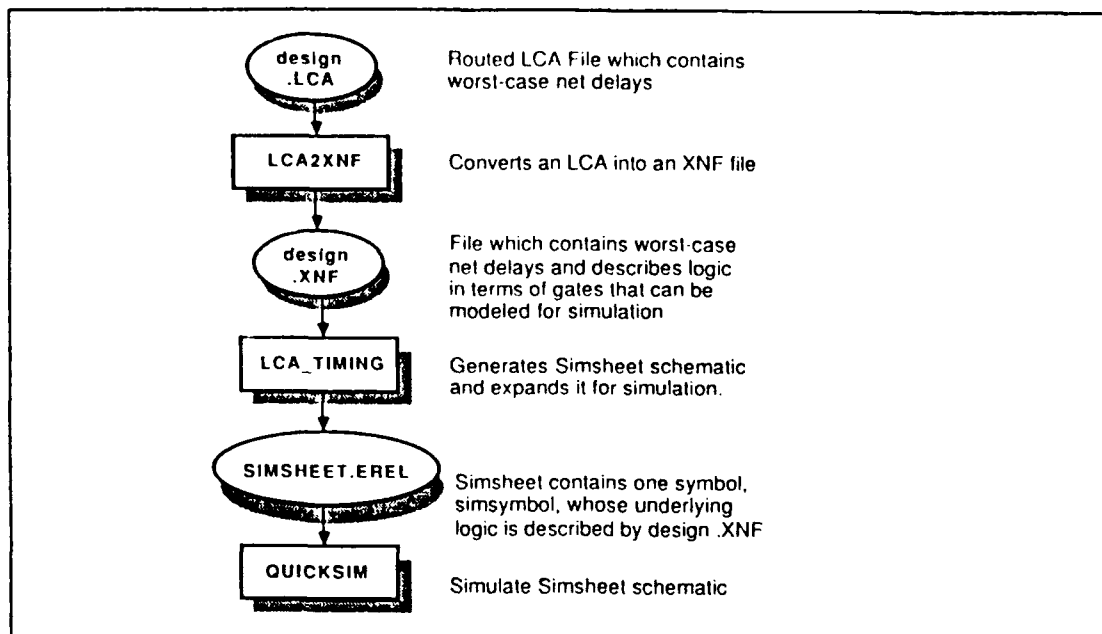 design
.LCA
Routed LCA File which contains
worst-case net delays
LCA2XNF
Converts an LCA into an XNF file
design
.XNF
File which contains worst-case
net delays and describes logic
in terms of gates that can be
modeled for simulation
LCA_TIMING
Generates Simsheet schematic
and expands it for simulation.
SIMSHEET.EREL
Simsheet contains one symbol,
simsymbol, whose underlying
logic is described by design .XNF
QUICKSIM
Simulate Simsheet schematic